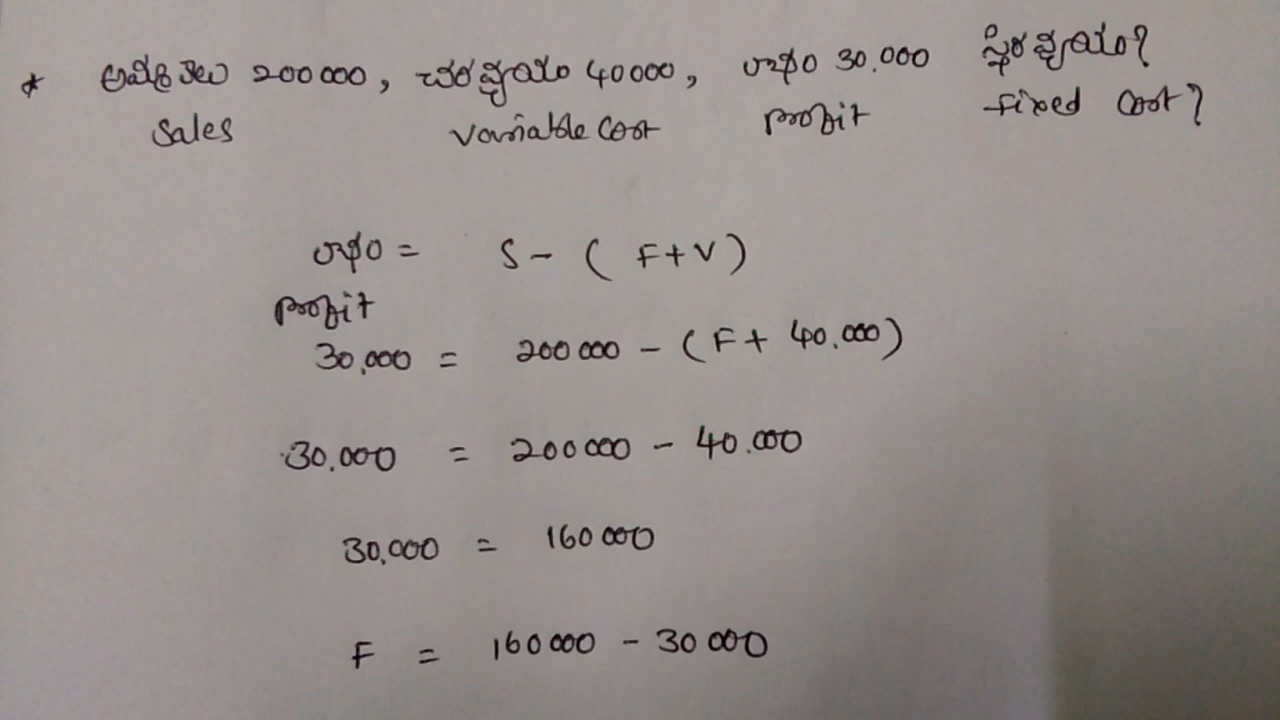 * అమ్మకాలు 200000, చరవ్యయం 40000, లాభం 30.000 స్థిరవ్యయం?
Sales variable cost profit fixed cost?
లాభం = S - ( F+V )
profit
30,000 = 200000 - ( F + 40.000 )
30.000 = 200000 - 40.000
30,000 = 160000
F = 160000 - 30000